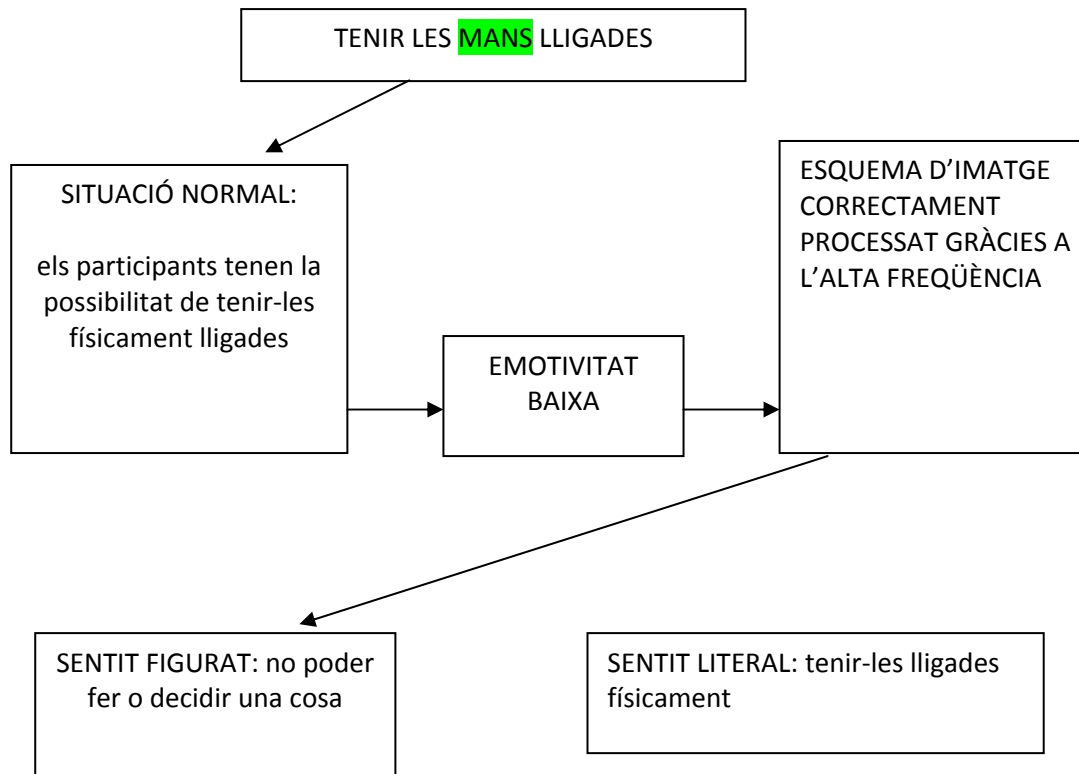 TENIR LES MANS LLIGADES
SITUACIÓ NORMAL:
els participants tenen la
possibilitat de tenir-les
físicament lligades
EMOTIVITAT
BAIXA
ESQUEMA D’IMATGE
CORRECTAMENT
PROCESSAT GRÀCIES A
L’ALTA FREQÜÈNCIA
SENTIT FIGURAT: no poder
fer o decidir una cosa
SENTIT LITERAL: tenir-les lligades
físicament